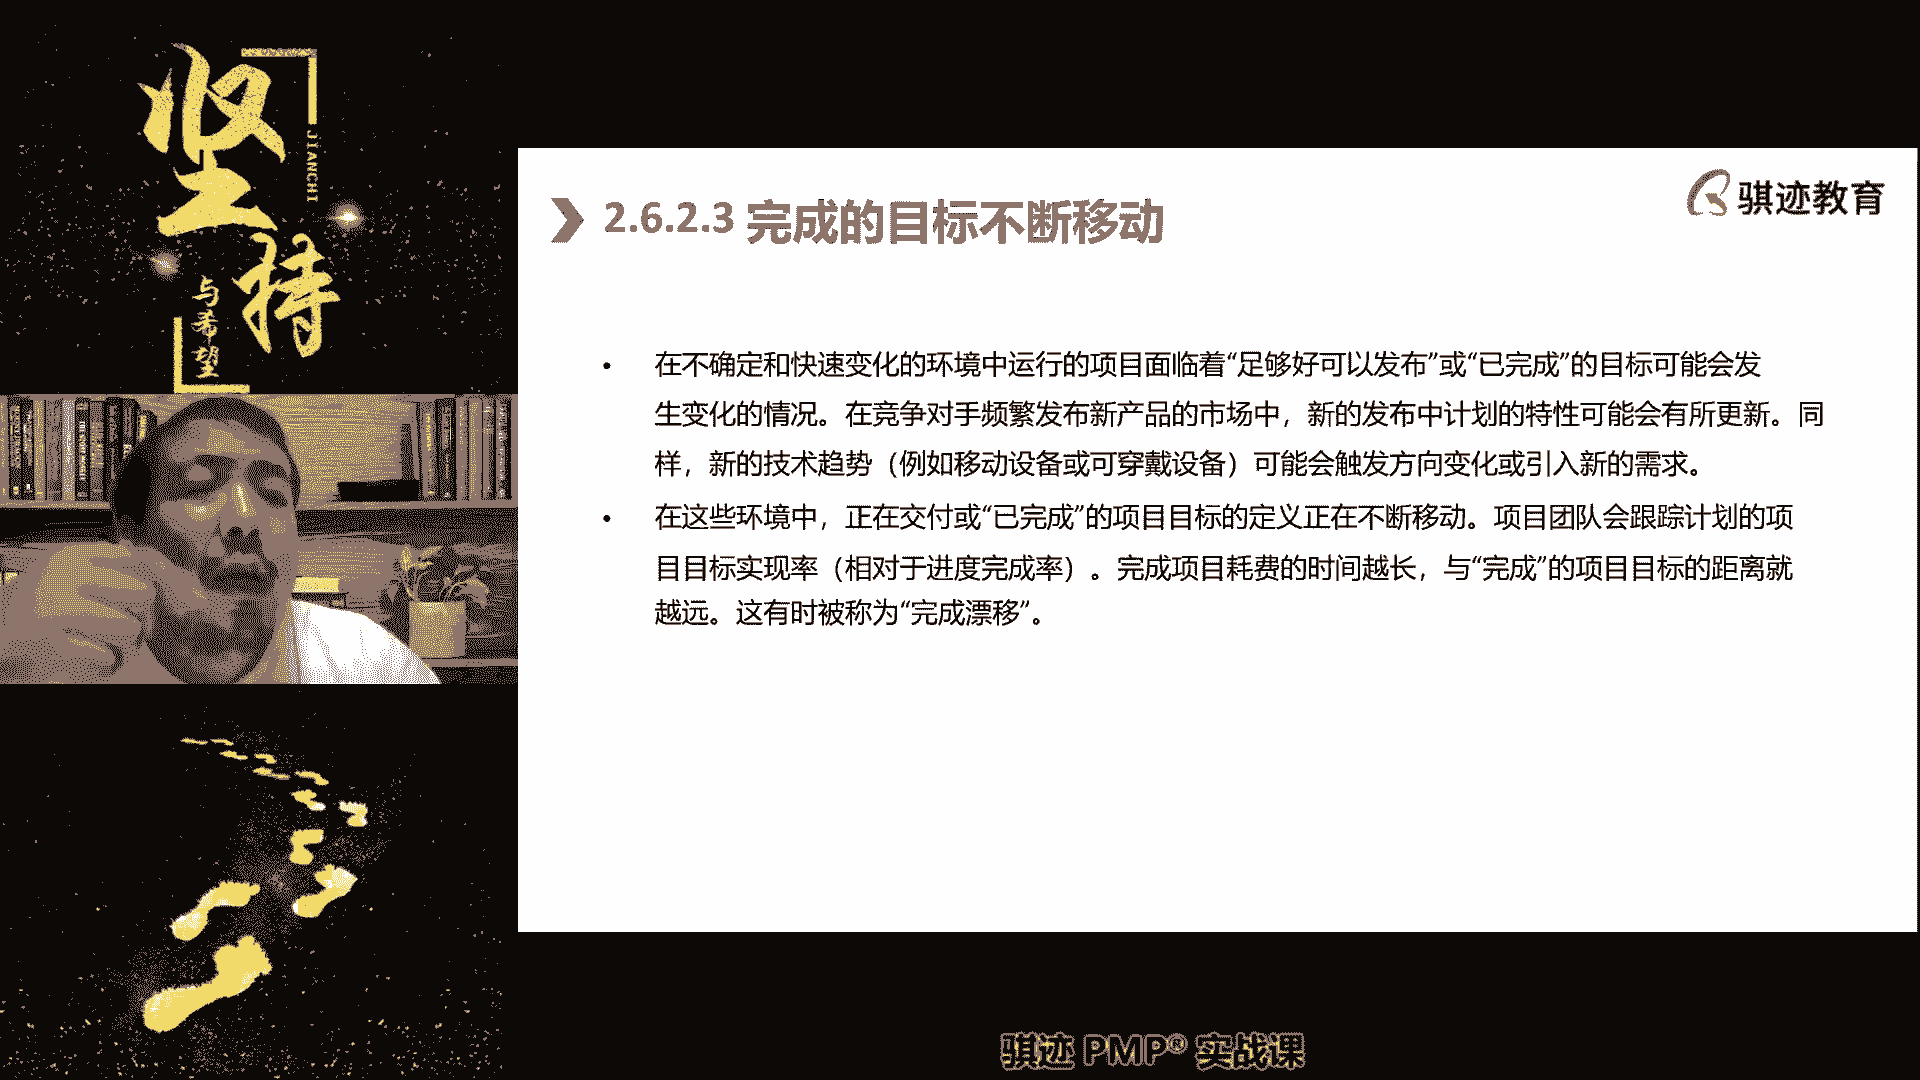 坚持
JIANCHI
与希望
骐迹教育
2.6.2.3 完成的目标不断移动
• 在不确定和快速变化的环境中运行的项目面临着“足够好可以发布”或“已完成”的目标可能会发
生变化的情况。在竞争对手频繁发布新产品的市场中，新的发布中计划的特性可能会有所更新。同
样，新的技术趋势（例如移动设备或可穿戴设备）可能会触发方向变化或引入新的需求。
• 在这些环境中，正在交付或“已完成”的项目目标的定义正在不断移动。项目团队会跟踪计划的项
目目标实现率（相对于进度完成率）。完成项目耗费的时间越长，与“完成”的项目目标的距离就
越远。这有时被称为“完成漂移”。
骐迹 PMP® 实战课